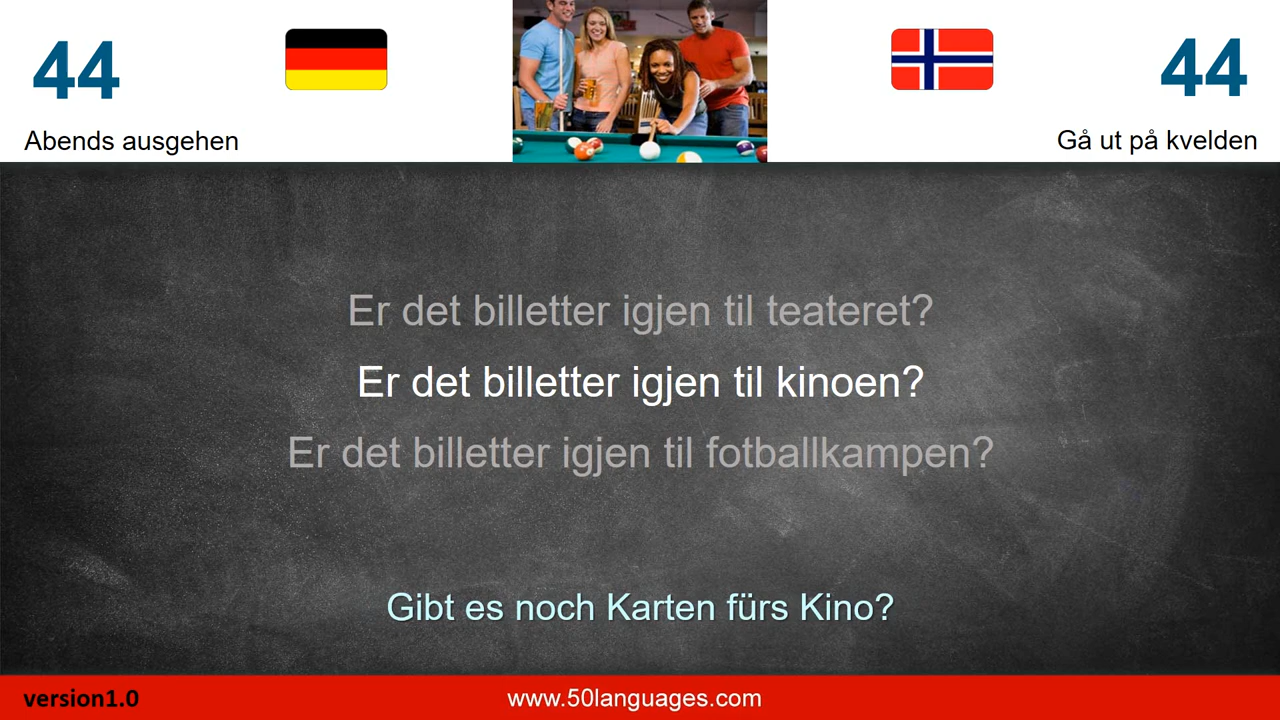 44
44
Abends ausgehen
Gå ut på kvelden
Er det billetter igjen til teateret?
Er det billetter igjen til kinoen?
Er det billetter igjen til fotballkampen?
Gibt es noch Karten fürs Kino?
version1.0
www.50languages.com